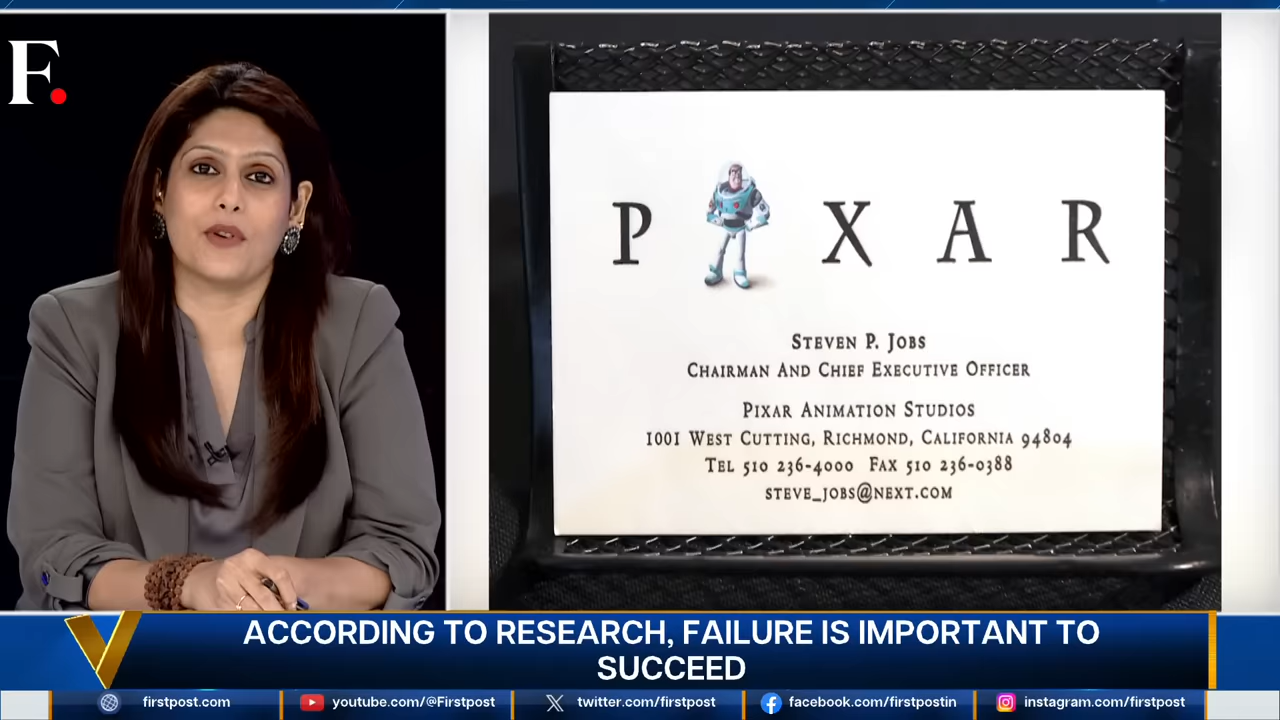 F.
P XAR
Steven P. Jobs
Chairman And Chief Executive Officer
Pixar Animation Studios
1001 West Cutting, Richmond, California 94804
Tel 510 236-4000 Fax 510 236-0388
steve_jobs@next.com
ACCORDING TO RESEARCH, FAILURE IS IMPORTANT TO
SUCCEED
firstpost.com
youtube.com/@Firstpost
twitter.com/firstpost
facebook.com/firstpostin
instagram.com/firstpost